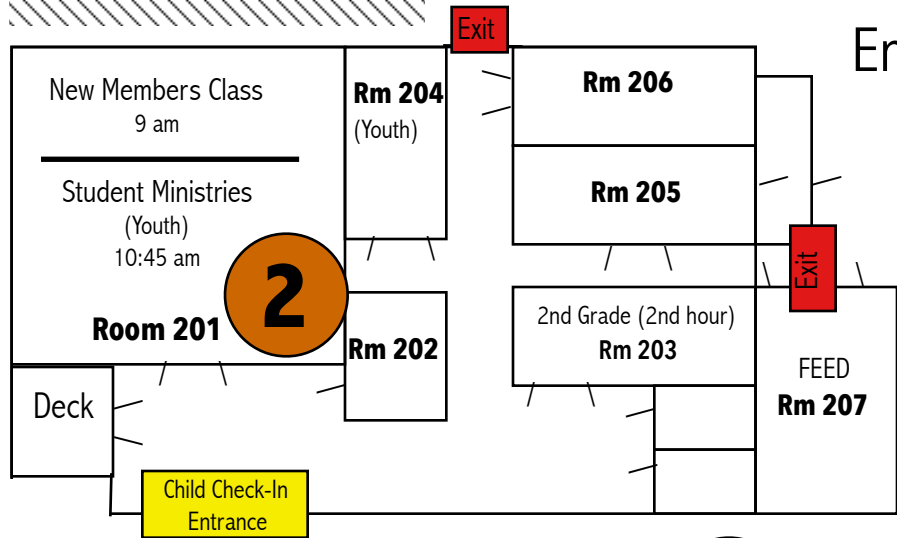 Exit
Er
New Members Class
9 am
Student Ministries
(Youth)
10:45 am
Room 201
2
Rm 204
(Youth)
Rm 202
Rm 206
Rm 205
Exit
2nd Grade (2nd hour)
Rm 203
FEED
Rm 207
Deck
Child Check-In
Entrance